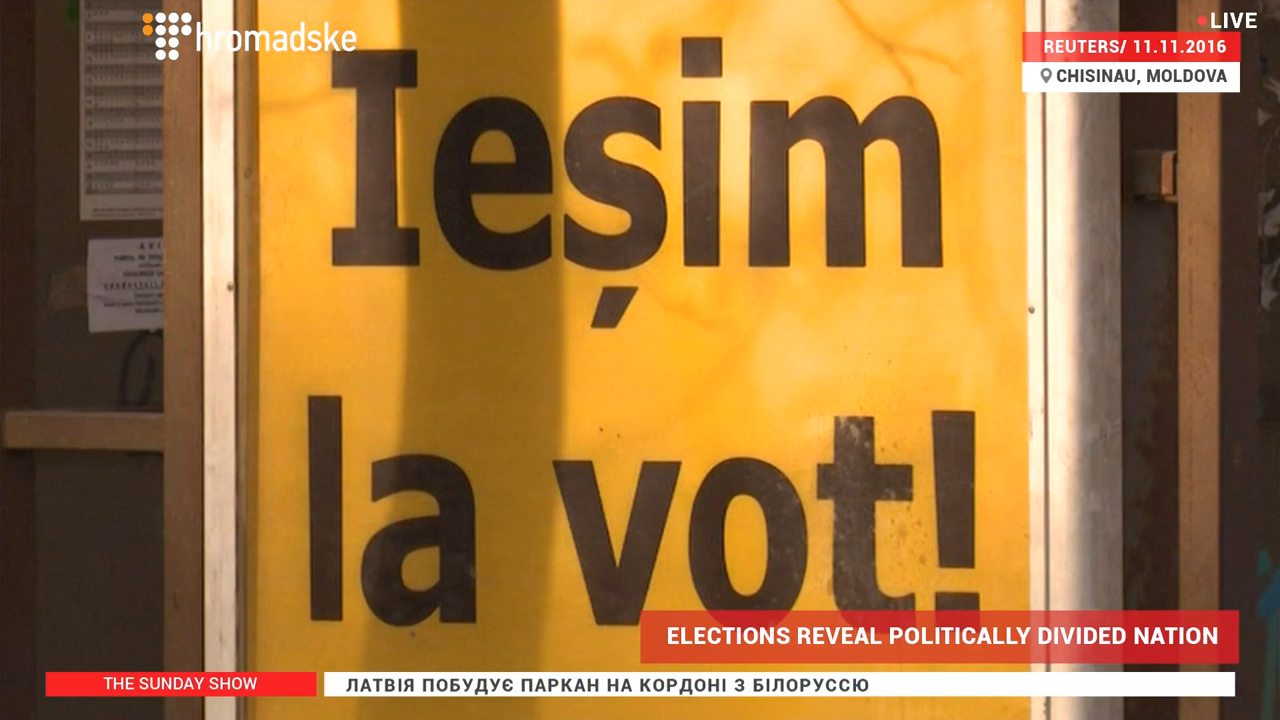 hromadske
LIVE
REUTERS/ 11.11.2016
CHISINAU, MOLDOVA
Ieșim
la vot!
ELECTIONS REVEAL POLITICALLY DIVIDED NATION
THE SUNDAY SHOW
ЛАТВІЯ ПОБУДУЄ ПАРКАН НА КОРДОНІ З БІЛОРУССЮ